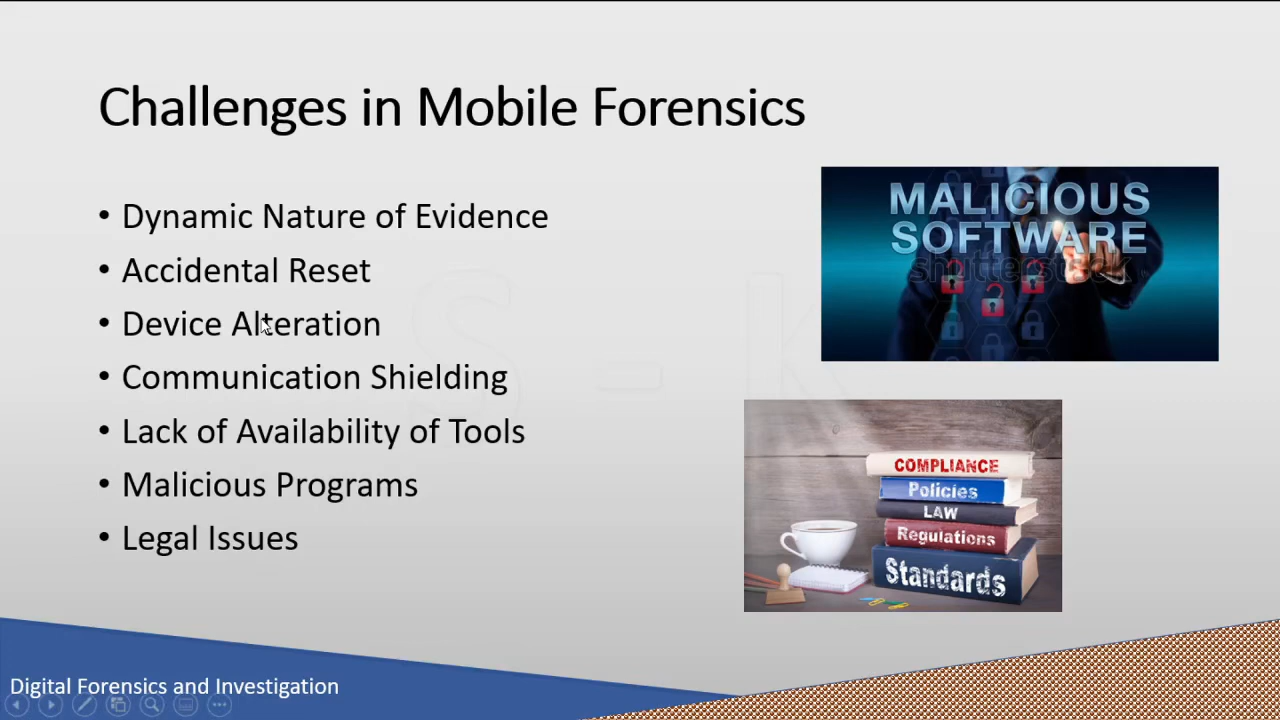 Challenges in Mobile Forensics
• Dynamic Nature of Evidence
• Accidental Reset
• Device Alteration
• Communication Shielding
• Lack of Availability of Tools
• Malicious Programs
• Legal Issues
MALICIOUS
SOFTWARE
shutterstock
COMPLIANCE
Policies
LAW
Regulations
Standards
S - K
Digital Forensics and Investigation